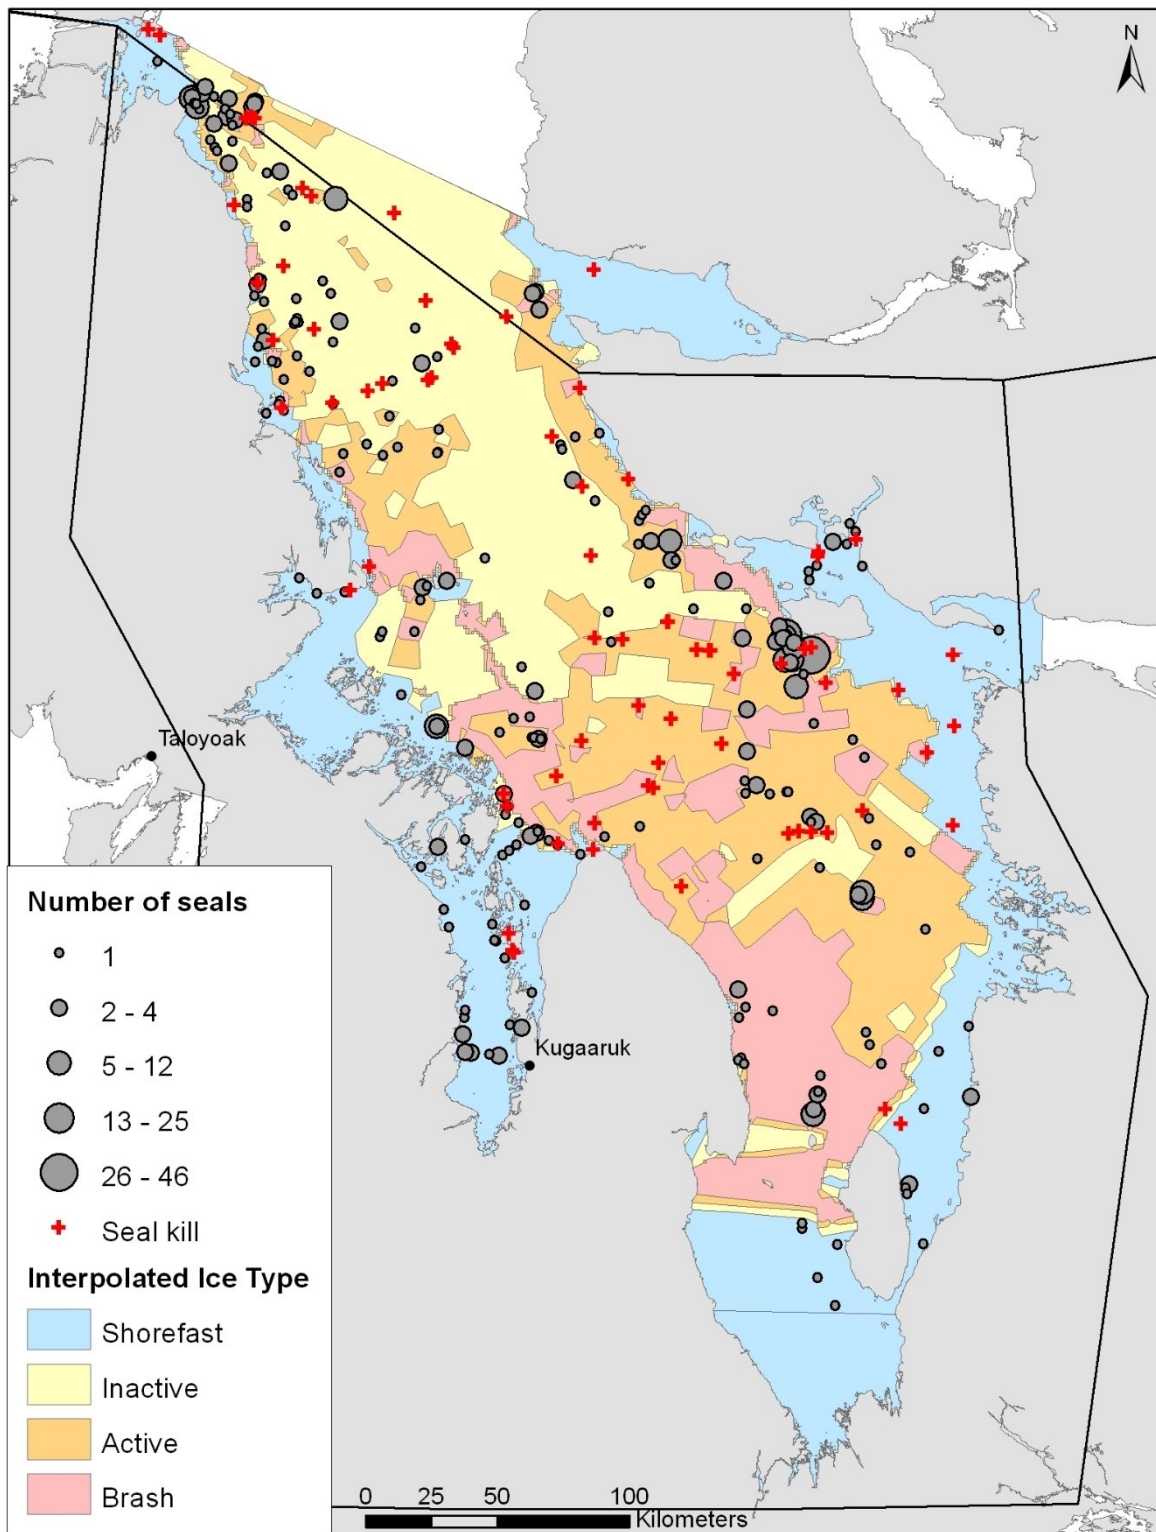 N
Taloyoak
Kugaaruk
Number of seals
1
2 - 4
5 - 12
13 - 25
26 - 46
Seal kill
Interpolated Ice Type
Shorefast
Inactive
Active
Brash
0 25 50 100
Kilometers